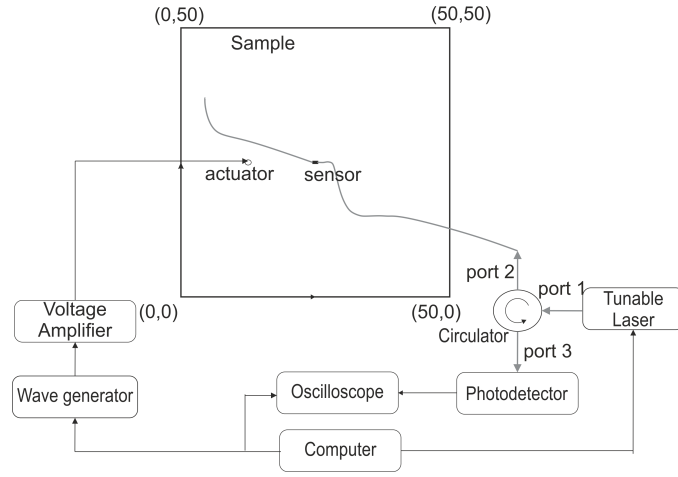 (0,50)
(50,50)
Sample
actuator
sensor
port 2
port 1
Tunable
Laser
Voltage
Amplifier
(0,0)
(50,0)
Circulator
port 3
Wave generator
Oscilloscope
Photodetector
Computer